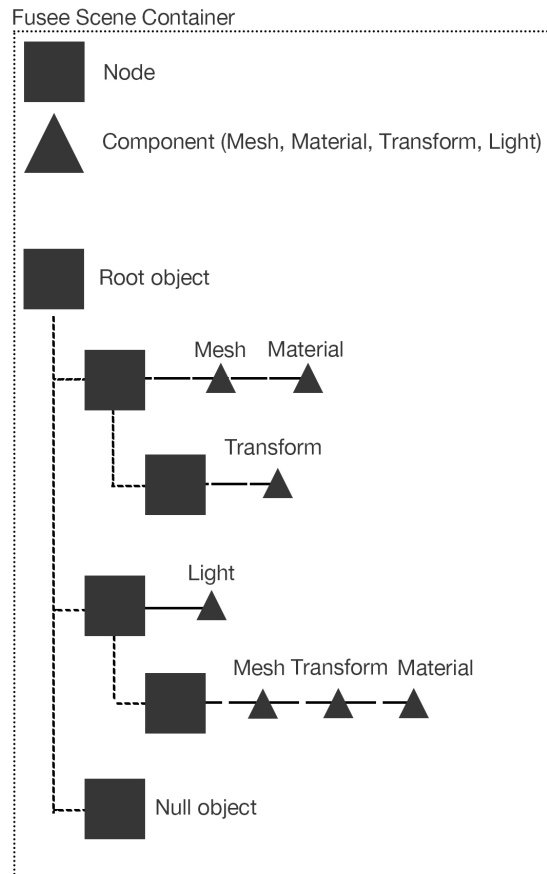 Fusee Scene Container
Node
Component (Mesh, Material, Transform, Light)
Root object
Mesh Material
Transform
Light
Mesh Transform Material
Null object